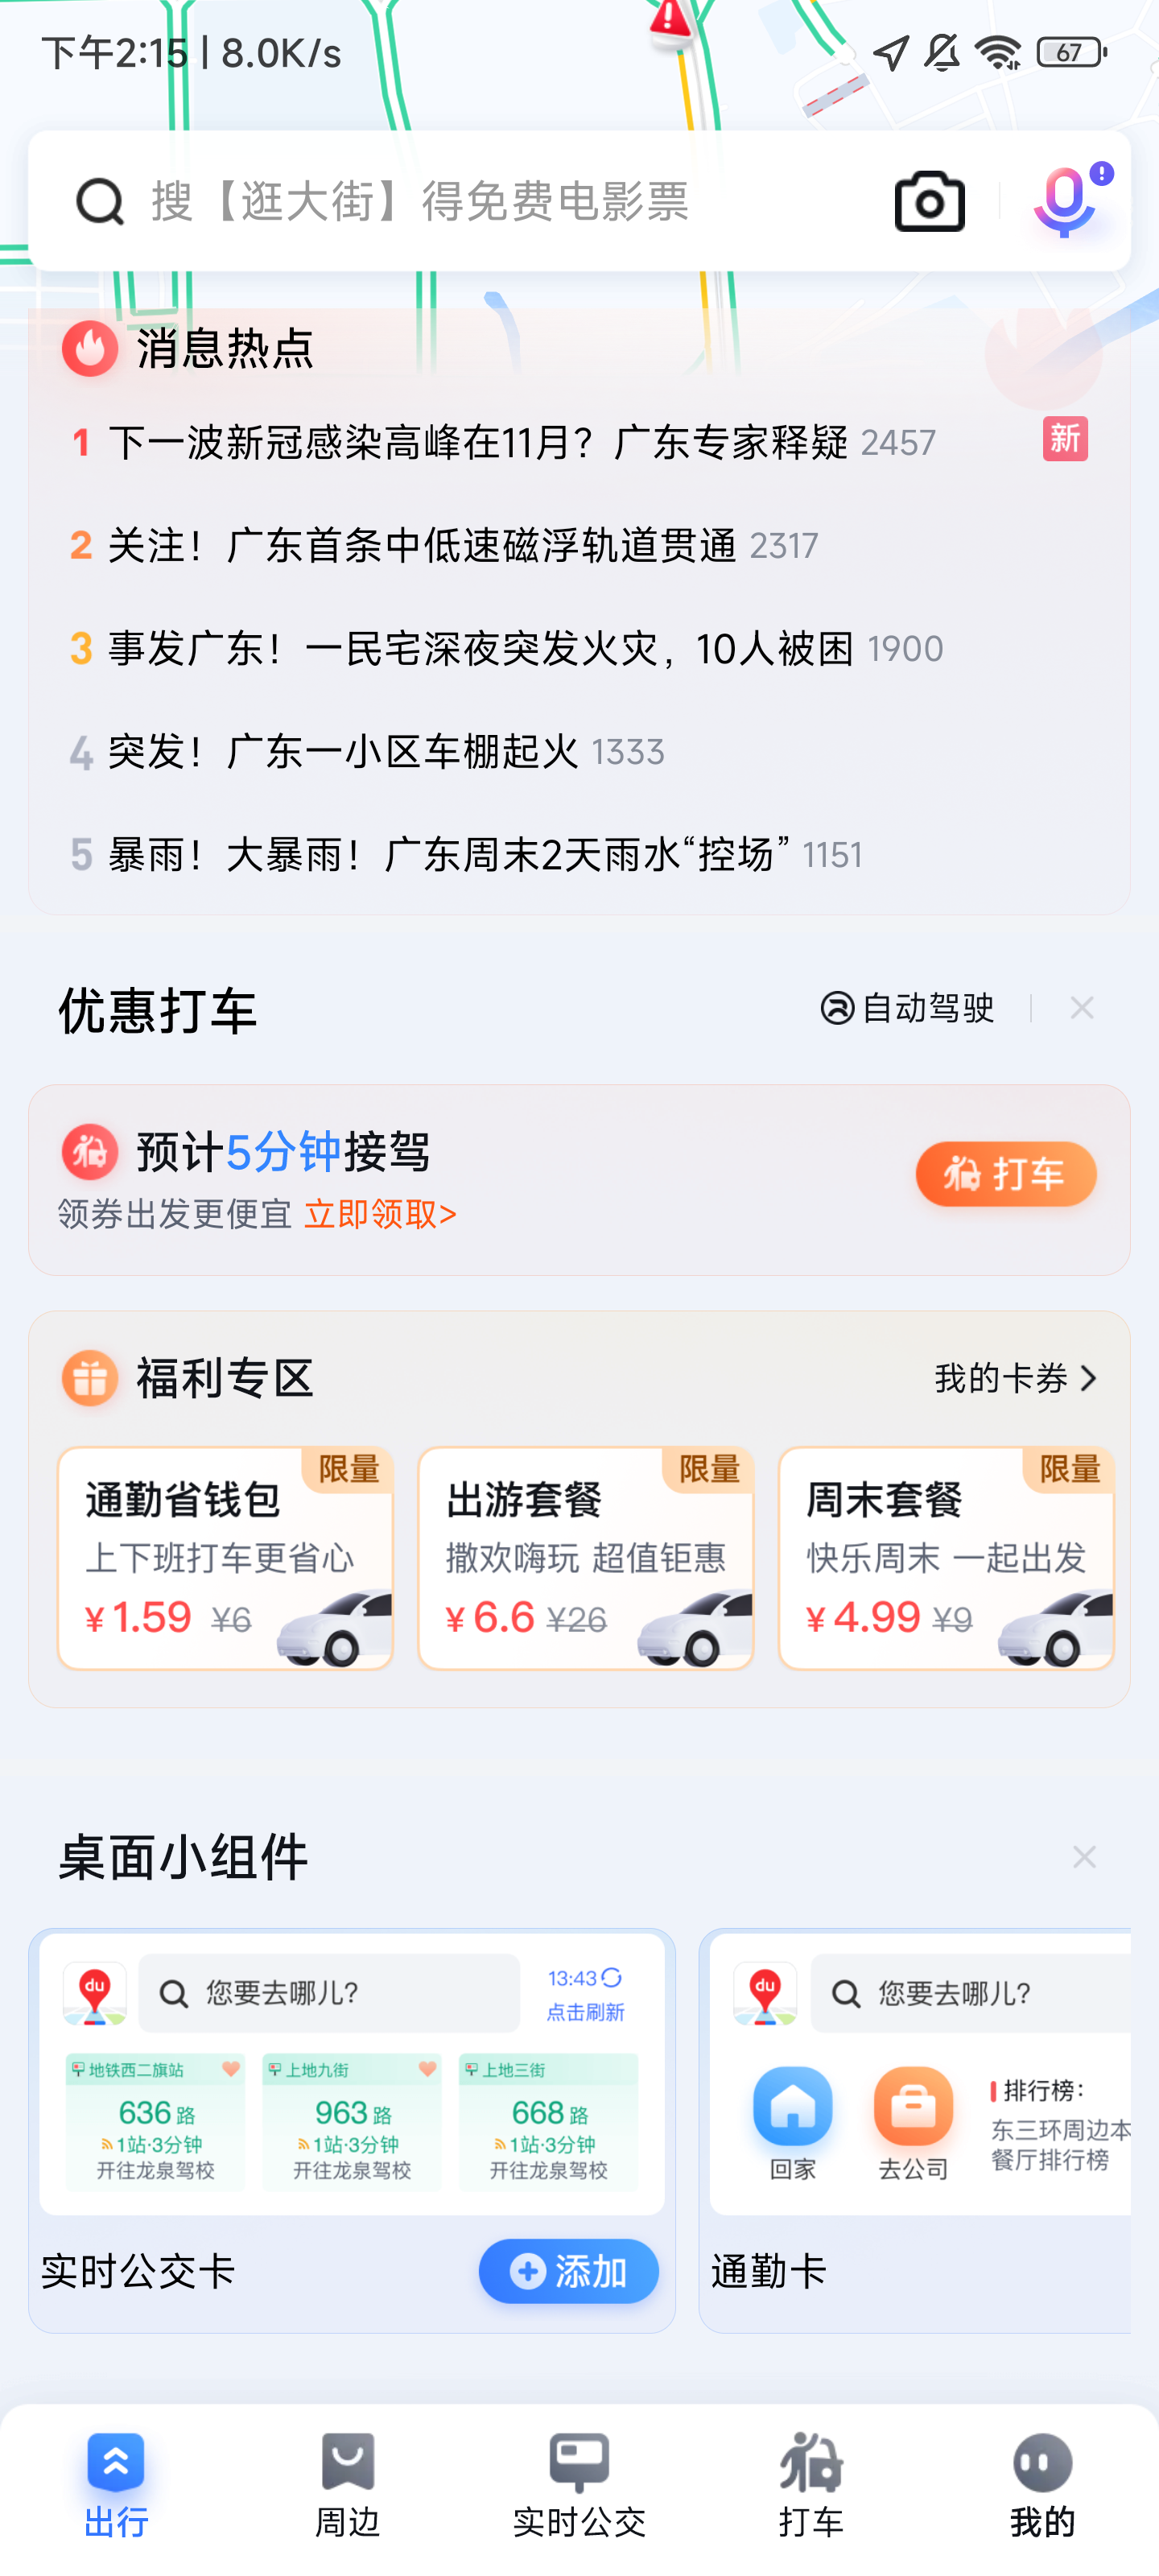 下午2:15 | 8.0K/s
67
搜【逛大街】得免费电影票
消息热点
1 下一波新冠感染高峰在11月？广东专家释疑 2457 新
2 关注！广东首条中低速磁浮轨道贯通 2317
3 事发广东！一民宅深夜突发火灾，10人被困 1900
4 突发！广东一小区车棚起火 1333
5 暴雨！大暴雨！广东周末2天雨水“控场” 1151
优惠打车
自动驾驶
预计5分钟接驾
领券出发更便宜 立即领取>
打车
福利专区
我的卡券
限量
通勤省钱包
上下班打车更省心
¥1.59 ¥6
限量
出游套餐
撒欢嗨玩 超值钜惠
¥6.6 ¥26
限量
周末套餐
快乐周末 一起出发
¥4.99 ¥9
桌面小组件
du
您要去哪儿？
13:43
点击刷新
地铁西二旗站
636 路
1站·3分钟
开往龙泉驾校
上地九街
963 路
1站·3分钟
开往龙泉驾校
上地三街
668 路
1站·3分钟
开往龙泉驾校
实时公交卡
添加
du
您要去哪儿？
回家
去公司
排行榜：
东三环周边本
餐厅排行榜
通勤卡
出行
周边
实时公交
打车
我的